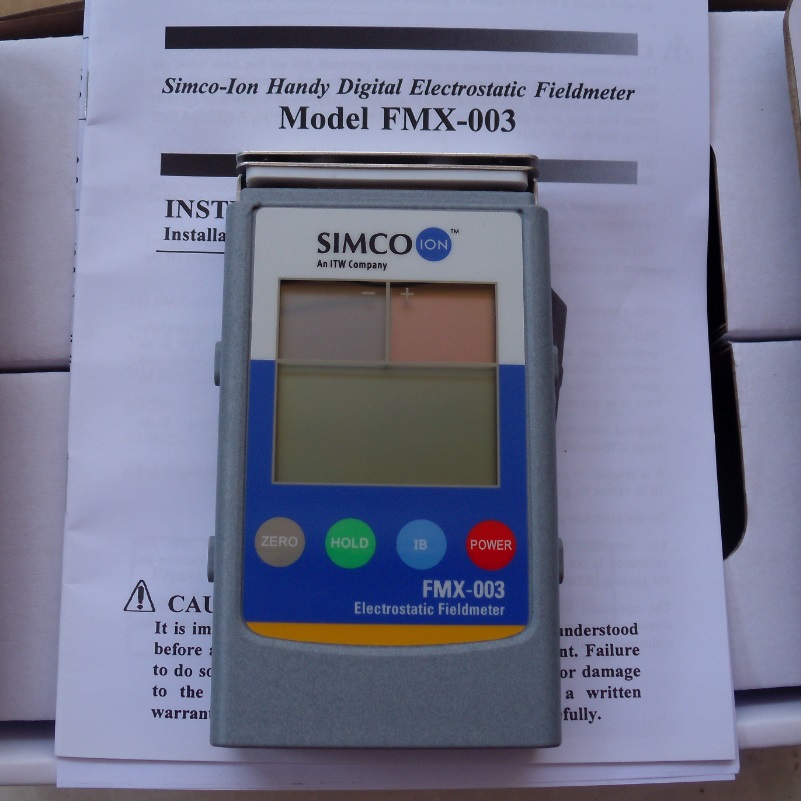 Simco-Ion Handy Digital Electrostatic Fieldmeter
Model FMX-003
INST
Installa
SIMCO ION™
An ITW Company
− +
ZERO HOLD IB POWER
FMX-003
Electrostatic Fieldmeter
CAU
It is im understood
before nt. Failure
to do so or damage
to the a written
warran fully.